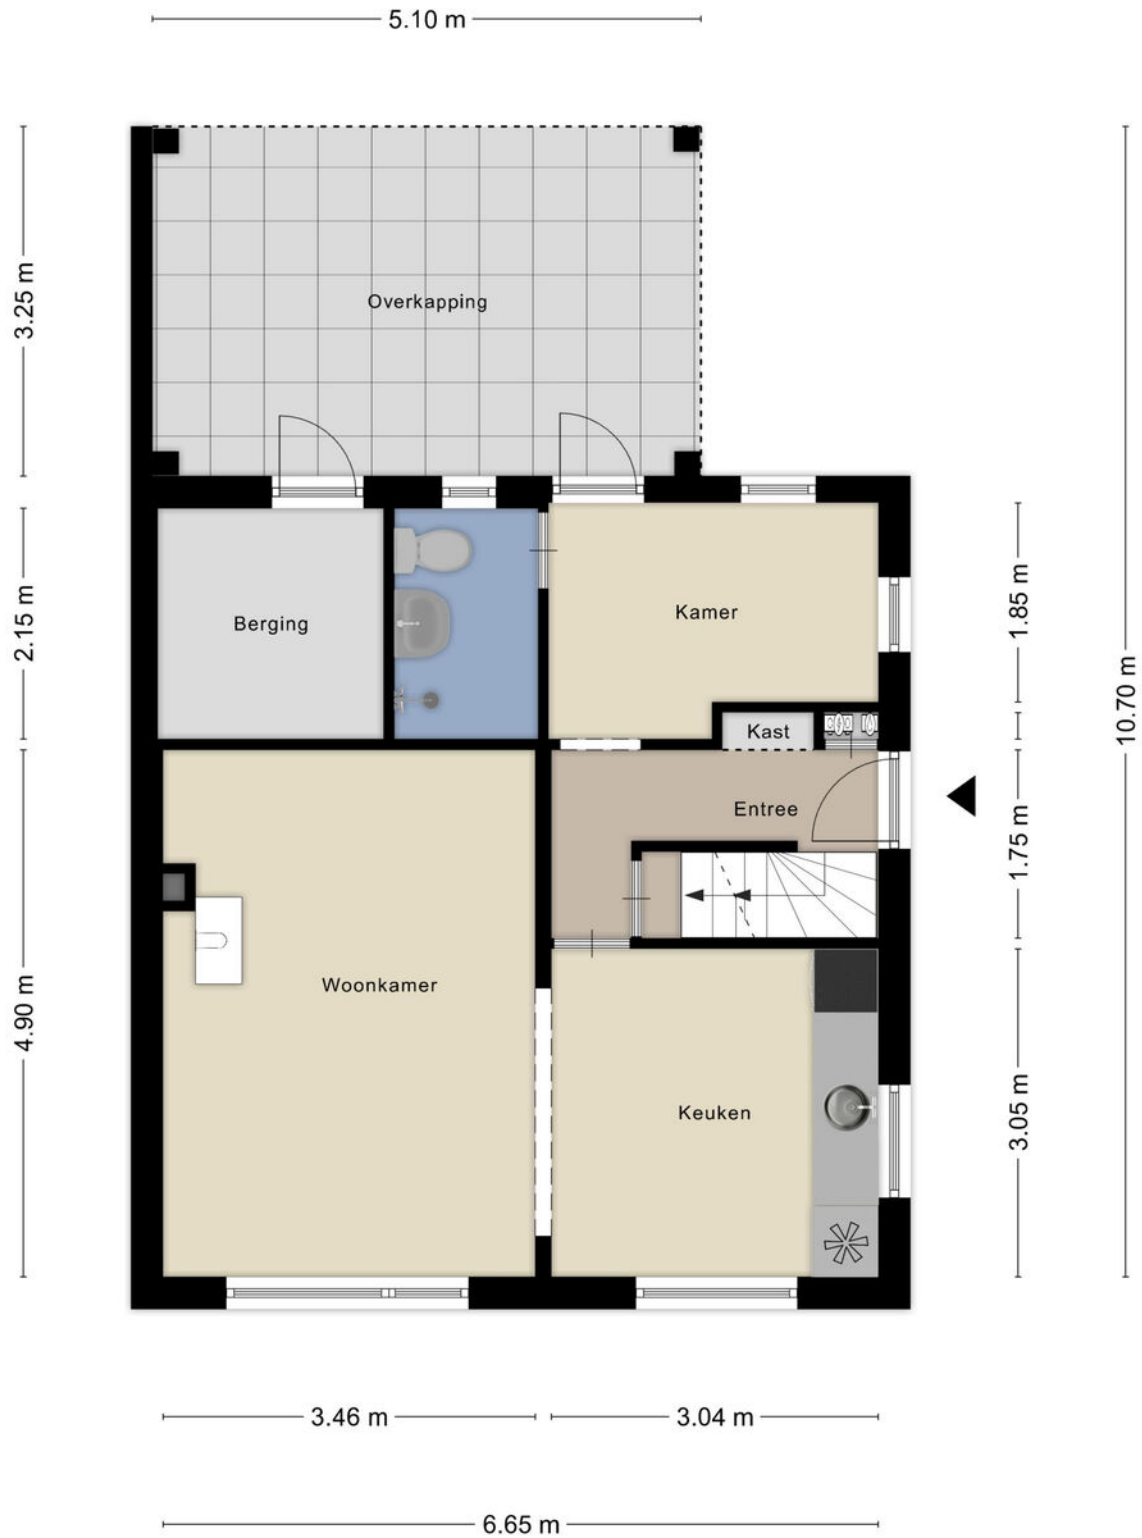 5.10 m
3.25 m
Overkapping
2.15 m
Berging
Kamer
1.85 m
10.70 m
Kast
Entree
1.75 m
4.90 m
Woonkamer
Keuken
3.05 m
3.46 m
3.04 m
6.65 m